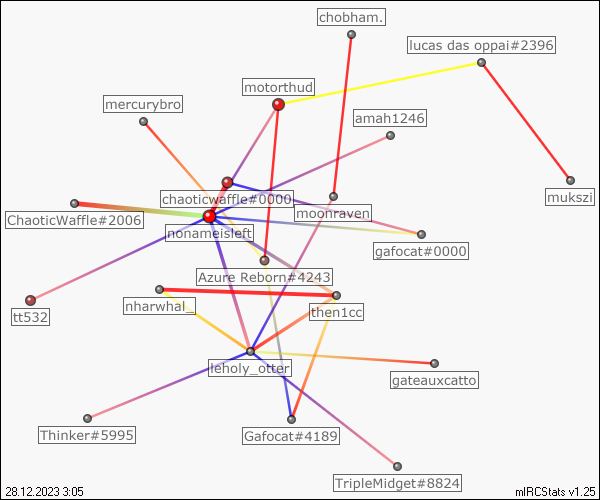 chobham.
lucas das oppai#2396
motorthud
mercurybro
amah1246
chaoticwaffle#0000
moonraven
mukszi
ChaoticWaffle#2006
nonameisleft
gafocat#0000
Azure Reborn#4243
nharwhal_
then1cc
tt532
leholy_otter
gateauxcatto
Thinker#5995
Gafocat#4189
TripleMidget#8824
28.12.2023 3:05
mIRCStats v1.25